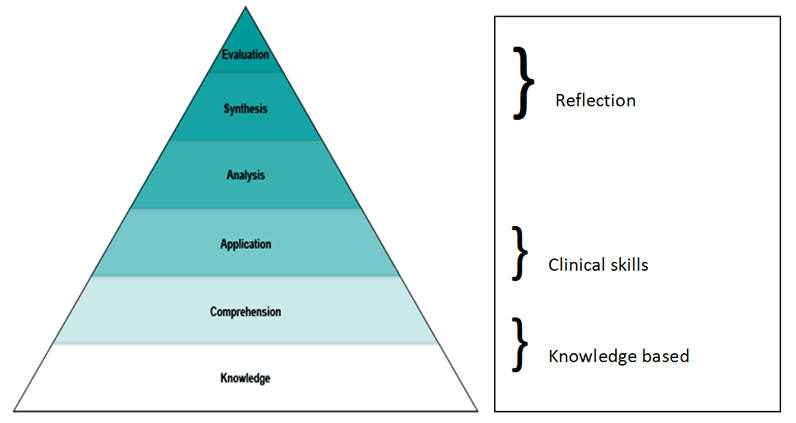 Evaluation
Synthesis
Analysis
Application
Comprehension
Knowledge
} Reflection
} Clinical skills
} Knowledge based